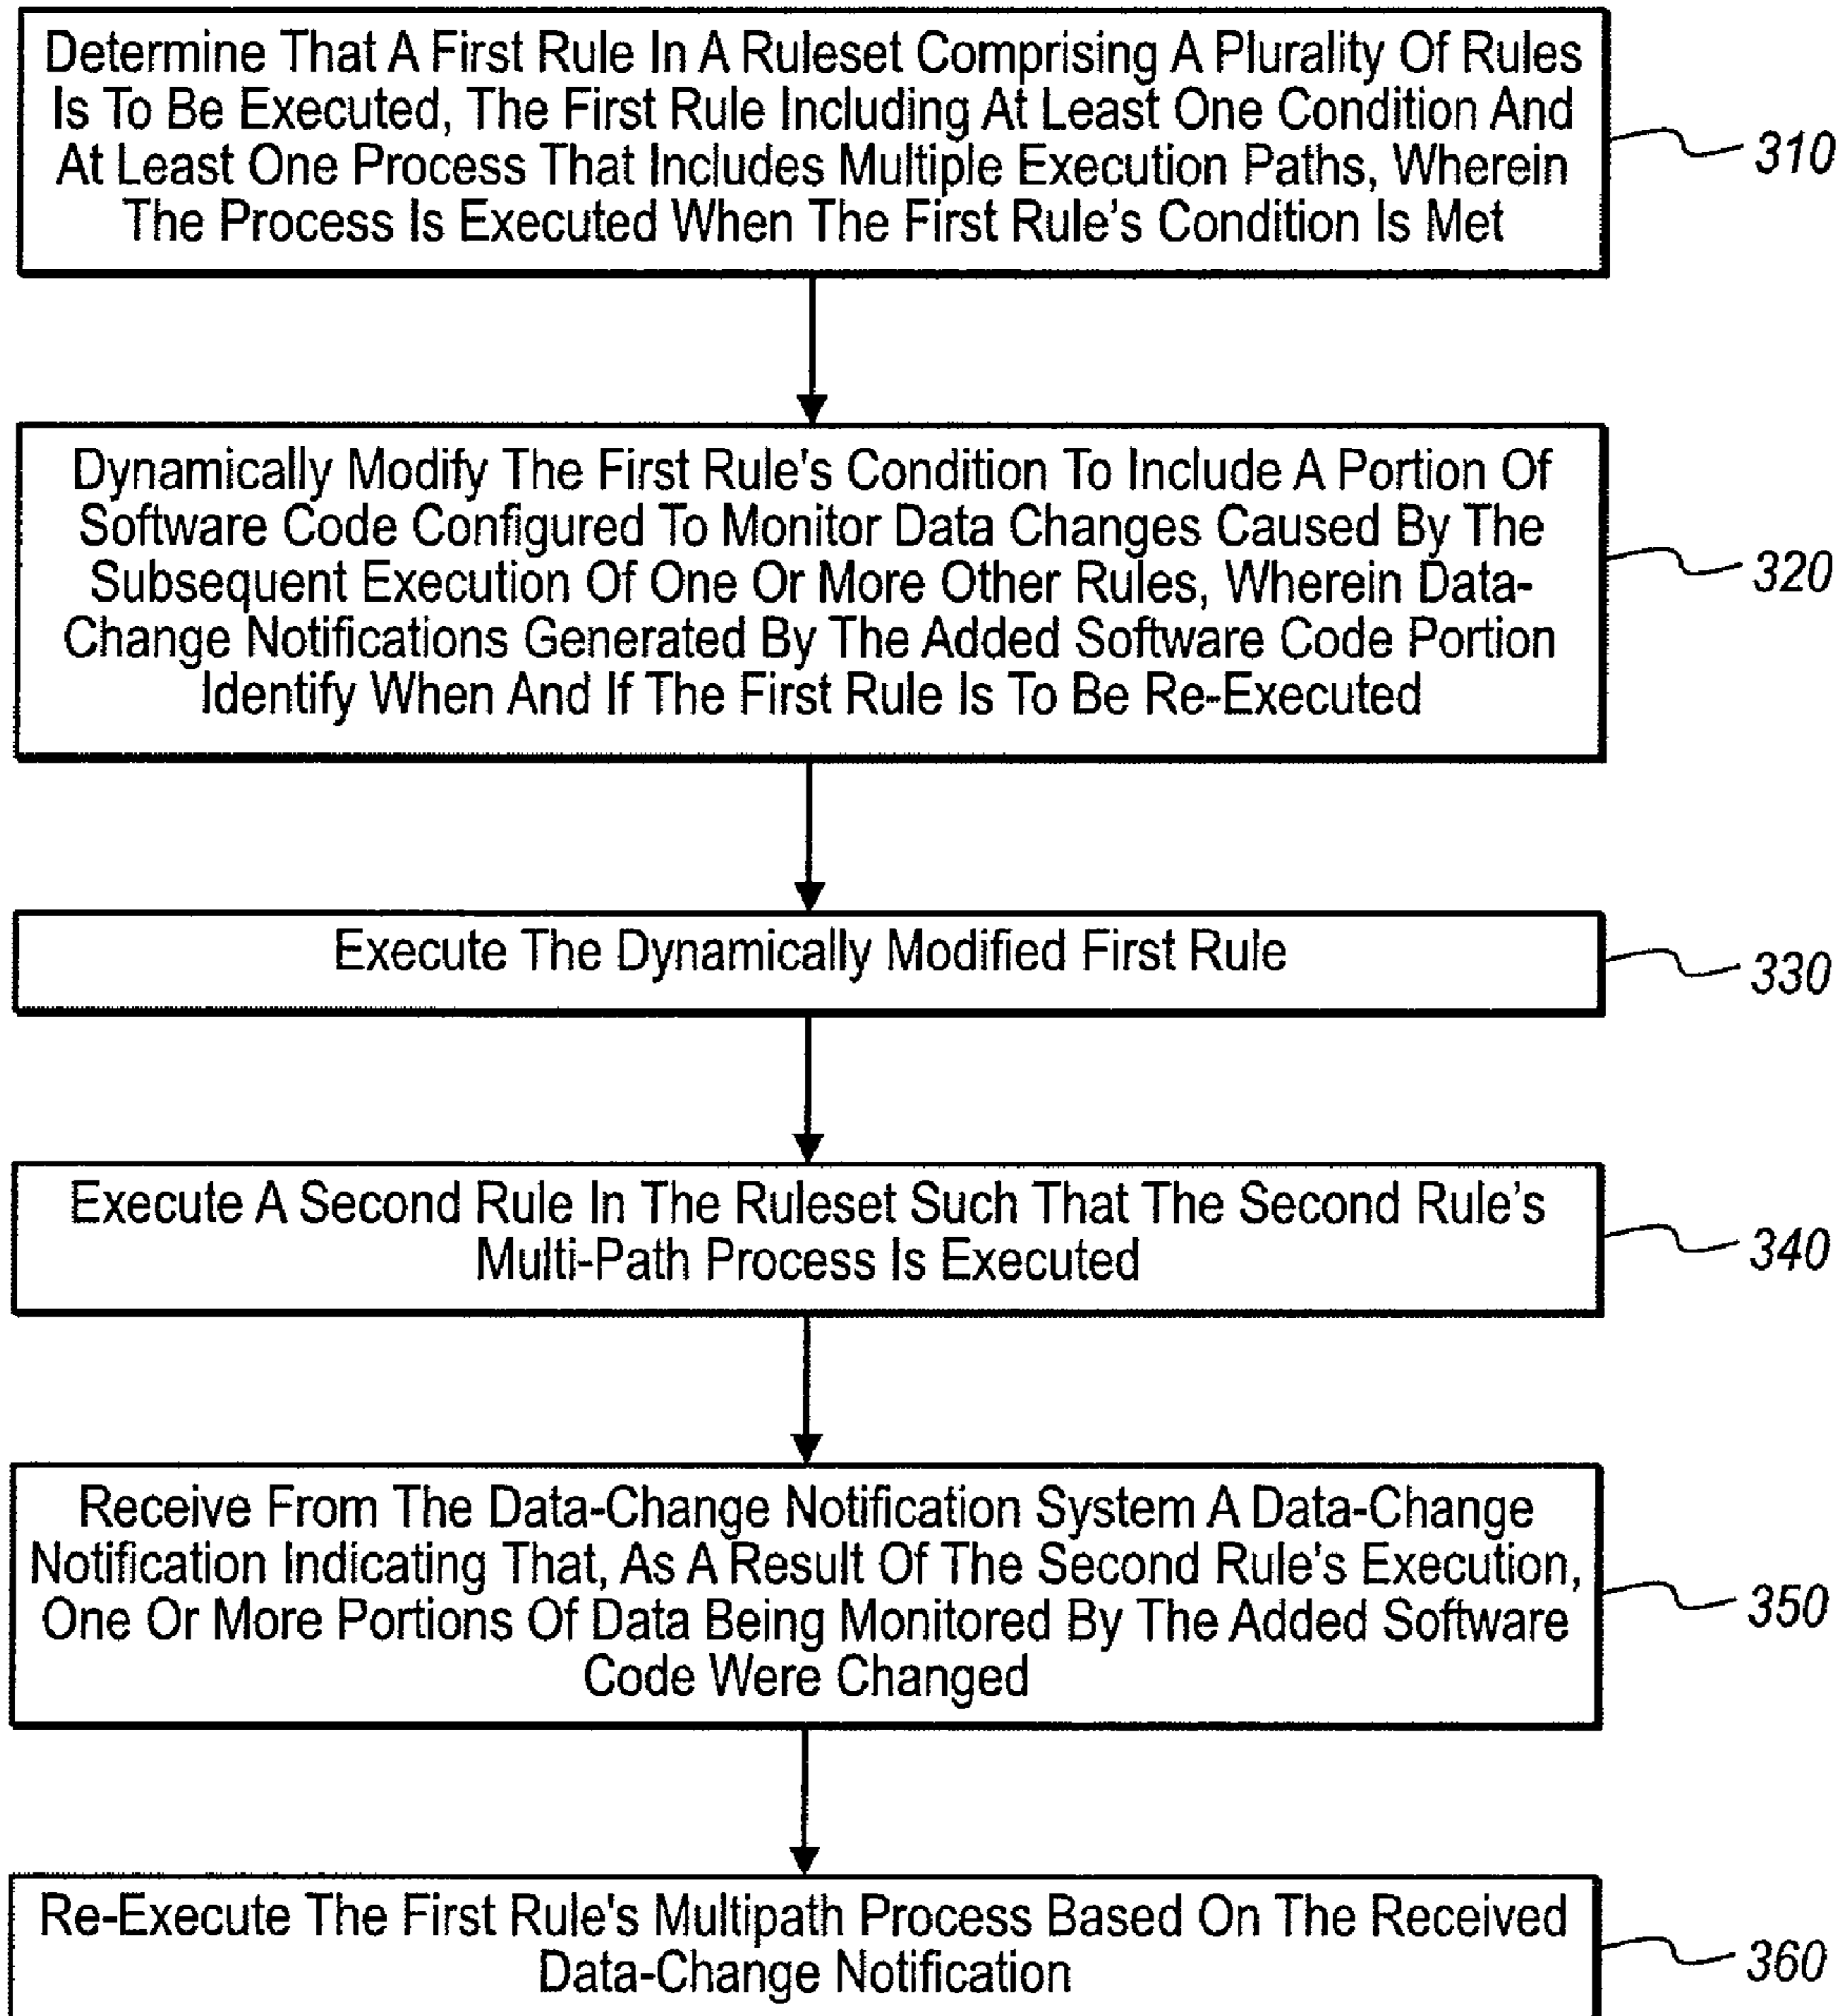 Determine That A First Rule In A Ruleset Comprising A Plurality Of Rules
Is To Be Executed, The First Rule Including At Least One Condition And
At Least One Process That Includes Multiple Execution Paths, Wherein
The Process Is Executed When The First Rule's Condition Is Met
310
Dynamically Modify The First Rule's Condition To Include A Portion Of
Software Code Configured To Monitor Data Changes Caused By The
Subsequent Execution Of One Or More Other Rules, Wherein Data-
Change Notifications Generated By The Added Software Code Portion
Identify When And If The First Rule Is To Be Re-Executed
320
Execute The Dynamically Modified First Rule
330
Execute A Second Rule In The Ruleset Such That The Second Rule's
Multi-Path Process Is Executed
340
Receive From The Data-Change Notification System A Data-Change
Notification Indicating That, As A Result Of The Second Rule's Execution,
One Or More Portions Of Data Being Monitored By The Added Software
Code Were Changed
350
Re-Execute The First Rule's Multipath Process Based On The Received
Data-Change Notification
360